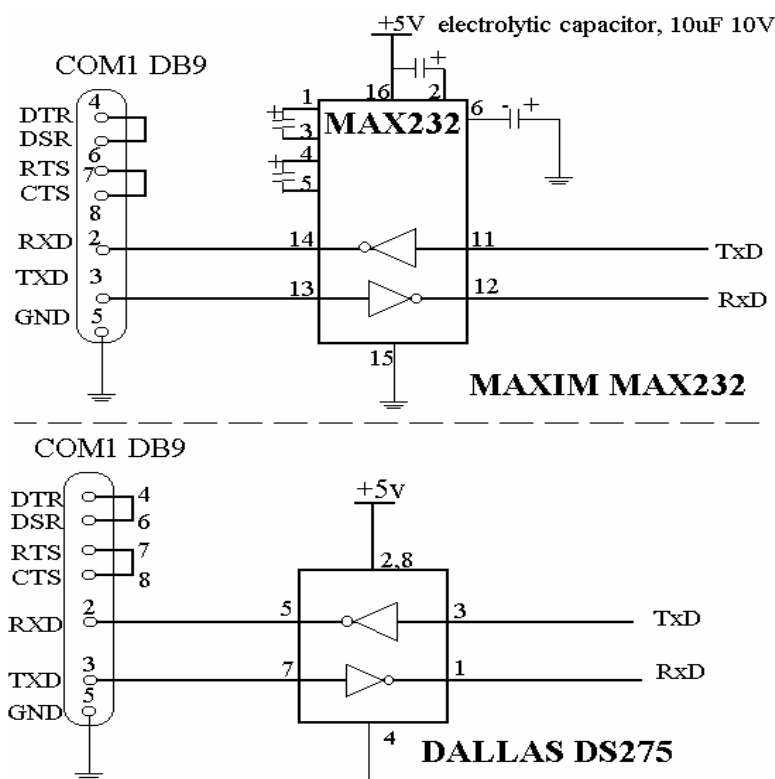 +5V electrolytic capacitor, 10uF 10V
COM1 DB9
4
DTR
DSR
6
RTS
7
CTS
8
RXD 2
TXD 3
GND 5
16 + 2
1
+
3
4
+
5
MAX232
6 - +
14 11 TxD
13 12 RxD
15
MAXIM MAX232
COM1 DB9
DTR 4
DSR 6
RTS 7
CTS 8
RXD 2
TXD 3
GND 5
+5v
2,8
5 3 TxD
7 1 RxD
4
DALLAS DS275